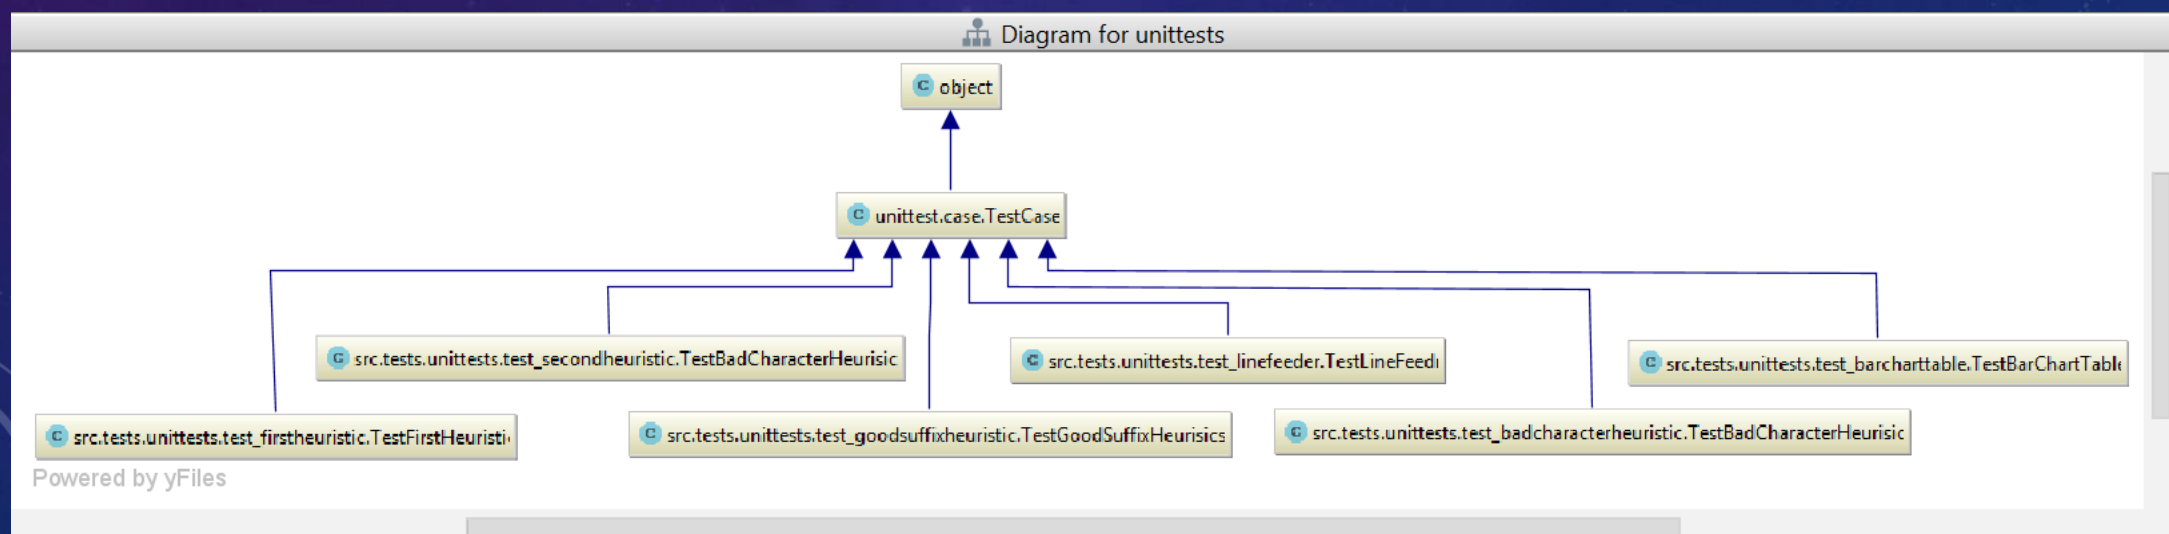 Diagram for unittests
object
unittest.case.TestCase
src.tests.unittests.test_secondheuristic.TestBadCharacterHeurisic
src.tests.unittests.test_linefeeder.TestLineFeed
src.tests.unittests.test_barcharttable.TestBarChartTable
src.tests.unittests.test_firstheuristic.TestFirstHeuristi
src.tests.unittests.test_goodsuffixheuristic.TestGoodSuffixHeurisics
src.tests.unittests.test_badcharacterheuristic.TestBadCharacterHeurisic
Powered by yFiles